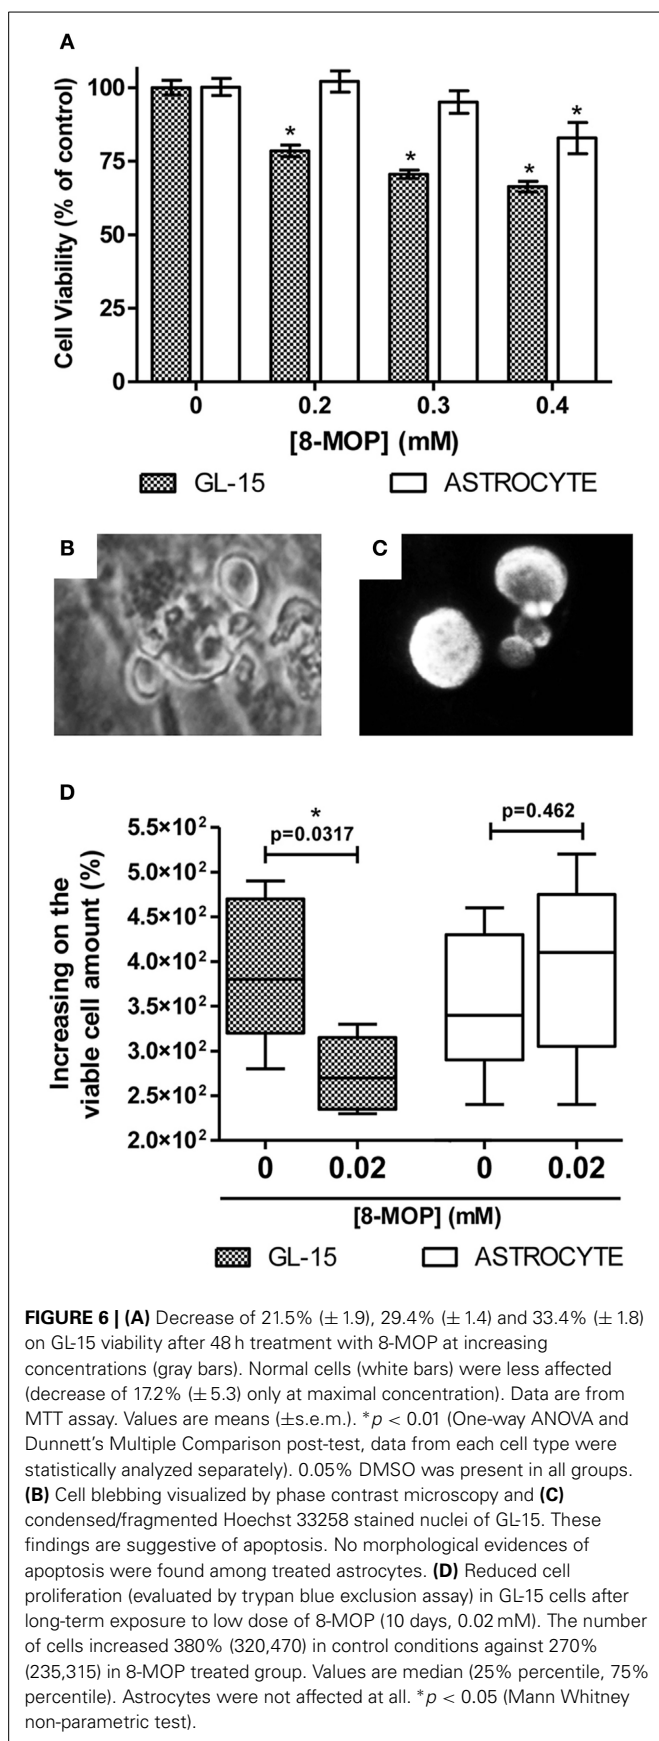 A
Cell Viability (% of control)
100
75
50
25
0
* * * *
0 0.2 0.3 0.4
[8-MOP] (mM)
GL-15 ASTROCYTE
B C
D
Increasing on the
viable cell amount (%)
5.5×10²
5.0×10²
4.5×10²
4.0×10²
3.5×10²
3.0×10²
2.5×10²
2.0×10²
*
p=0.0317
p=0.462
0 0.02 0 0.02
[8-MOP] (mM)
GL-15 ASTROCYTE
FIGURE 6 | (A) Decrease of 21.5% (± 1.9), 29.4% (± 1.4) and 33.4% (± 1.8)
on GL-15 viability after 48 h treatment with 8-MOP at increasing
concentrations (gray bars). Normal cells (white bars) were less affected
(decrease of 17.2% (± 5.3) only at maximal concentration). Data are from
MTT assay. Values are means (±s.e.m.). *p < 0.01 (One-way ANOVA and
Dunnett's Multiple Comparison post-test, data from each cell type were
statistically analyzed separately). 0.05% DMSO was present in all groups.
(B) Cell blebbing visualized by phase contrast microscopy and (C)
condensed/fragmented Hoechst 33258 stained nuclei of GL-15. These
findings are suggestive of apoptosis. No morphological evidences of
apoptosis were found among treated astrocytes. (D) Reduced cell
proliferation (evaluated by trypan blue exclusion assay) in GL-15 cells after
long-term exposure to low dose of 8-MOP (10 days, 0.02 mM). The number
of cells increased 380% (320,470) in control conditions against 270%
(235,315) in 8-MOP treated group. Values are median (25% percentile, 75%
percentile). Astrocytes were not affected at all. *p < 0.05 (Mann Whitney
non-parametric test).